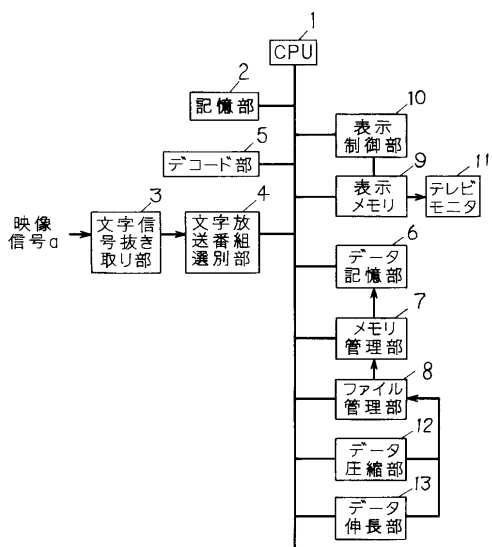 1
CPU
2
記憶部
5
デコード部
3
4
映像
信号a
文字信
号抜き
取り部
文字放
送番組
選別部
10
表示
制御部
9
表示
メモリ
11
テレビ
モニタ
6
データ
記憶部
7
メモリ
管理部
8
ファイル
管理部
12
データ
圧縮部
13
データ
伸長部